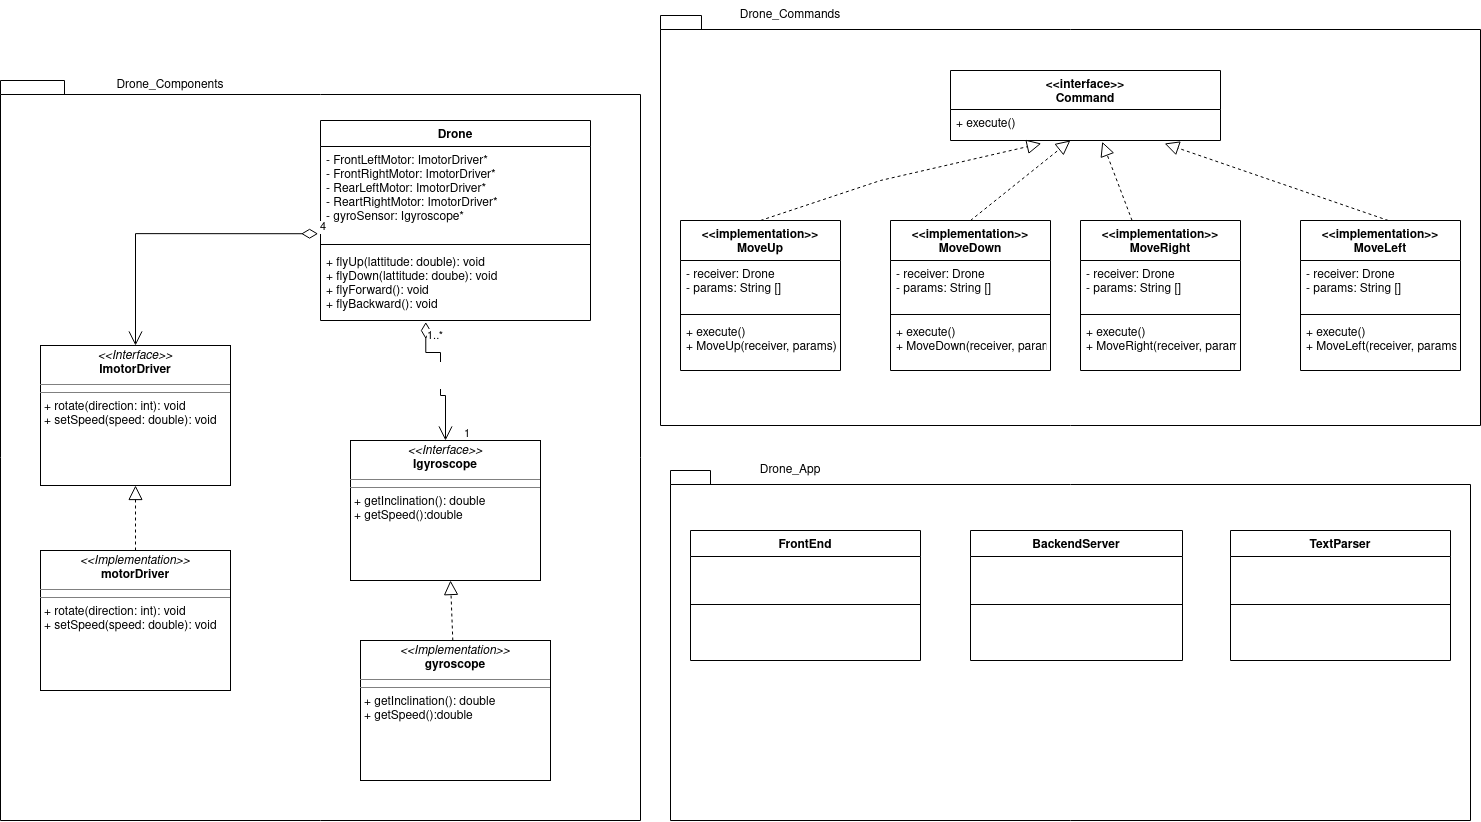 Drone_Components
Drone
- FrontLeftMotor: ImotorDriver*
- FrontRightMotor: ImotorDriver*
- RearLeftMotor: ImotorDriver*
- ReartRightMotor: ImotorDriver*
- gyroSensor: Igyroscope*
4
+ flyUp(lattitude: double): void
+ flyDown(lattitude: doube): void
+ flyForward(): void
+ flyBackward(): void
1..*
<<Interface>>
ImotorDriver
+ rotate(direction: int): void
+ setSpeed(speed: double): void
<<Implementation>>
motorDriver
+ rotate(direction: int): void
+ setSpeed(speed: double): void
1
<<Interface>>
Igyroscope
+ getInclination(): double
+ getSpeed():double
<<Implementation>>
gyroscope
+ getInclination(): double
+ getSpeed():double
Drone_Commands
<<interface>>
Command
+ execute()
<<implementation>>
MoveUp
- receiver: Drone
- params: String []
+ execute()
+ MoveUp(receiver, params)
<<implementation>>
MoveDown
- receiver: Drone
- params: String []
+ execute()
+ MoveDown(receiver, param
<<implementation>>
MoveRight
- receiver: Drone
- params: String []
+ execute()
+ MoveRight(receiver, param
<<implementation>>
MoveLeft
- receiver: Drone
- params: String []
+ execute()
+ MoveLeft(receiver, params
Drone_App
FrontEnd
BackendServer
TextParser